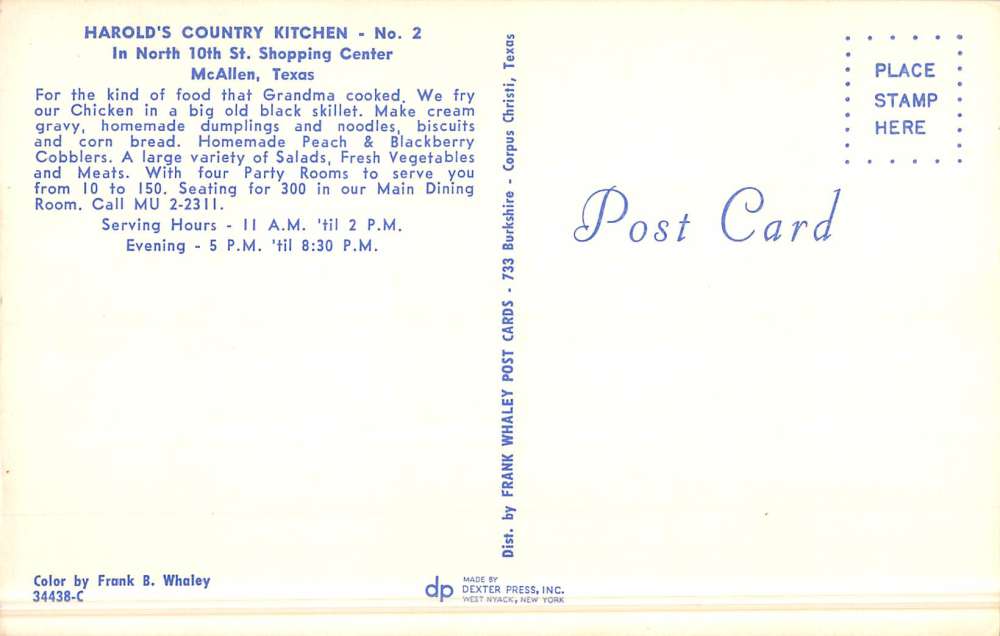 HAROLD'S COUNTRY KITCHEN - No. 2
In North 10th St. Shopping Center
McAllen, Texas
For the kind of food that Grandma cooked. We fry
our Chicken in a big old black skillet. Make cream
gravy, homemade dumplings and noodles, biscuits
and corn bread. Homemade Peach & Blackberry
Cobblers. A large variety of Salads, Fresh Vegetables
and Meats. With four Party Rooms to serve you
from 10 to 150. Seating for 300 in our Main Dining
Room. Call MU 2-2311.
Serving Hours - 11 A.M. 'til 2 P.M.
Evening - 5 P.M. 'til 8:30 P.M.
Color by Frank B. Whaley
34438-C
Dist. by FRANK WHALEY POST CARDS - 733 Burkshire - Corpus Christi, Texas
dp
MADE BY
DEXTER PRESS, INC.
WEST NYACK, NEW YORK
Post Card
PLACE
STAMP
HERE